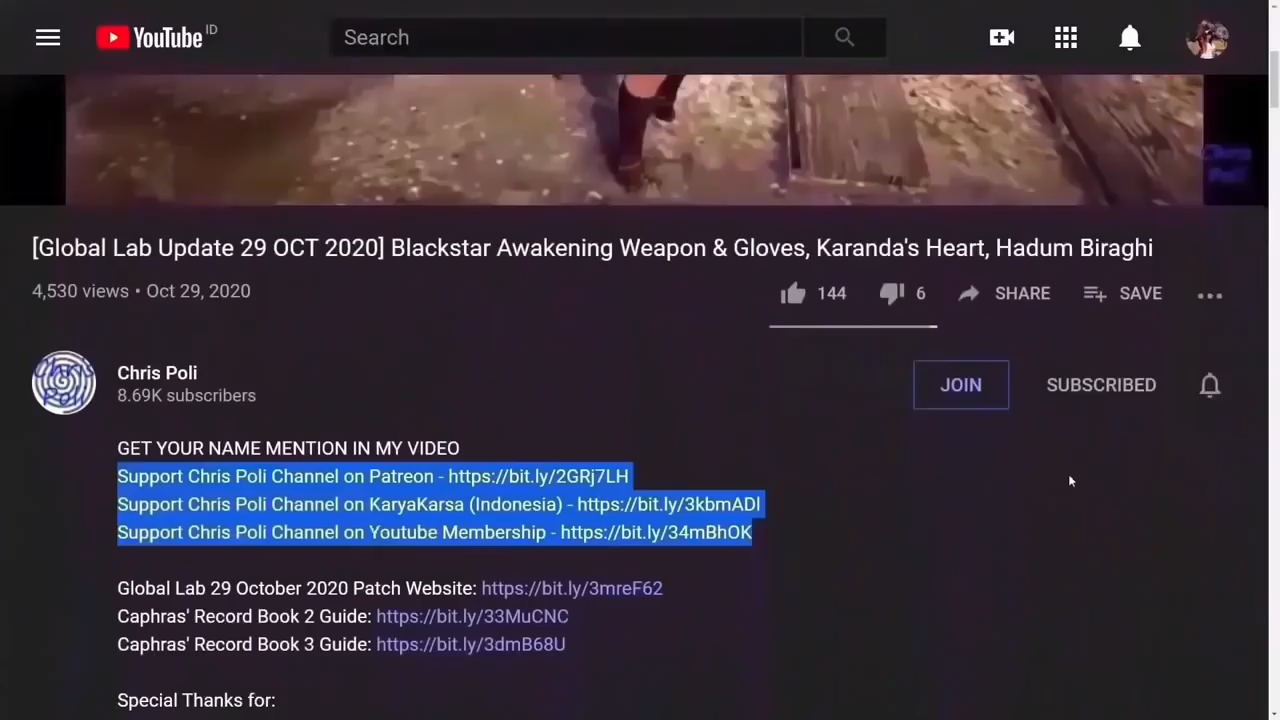 YouTube ID
Search
Chris
Poli
[Global Lab Update 29 OCT 2020] Blackstar Awakening Weapon & Gloves, Karanda's Heart, Hadum Biraghi
4,530 views • Oct 29, 2020
144 6 SHARE SAVE
Chris Poli
Chris Poli
8.69K subscribers
JOIN SUBSCRIBED
GET YOUR NAME MENTION IN MY VIDEO
Support Chris Poli Channel on Patreon - https://bit.ly/2GRj7LH
Support Chris Poli Channel on KaryaKarsa (Indonesia) - https://bit.ly/3kbmADl
Support Chris Poli Channel on Youtube Membership - https://bit.ly/34mBhOK
Global Lab 29 October 2020 Patch Website: https://bit.ly/3mreF62
Caphras' Record Book 2 Guide: https://bit.ly/33MuCNC
Caphras' Record Book 3 Guide: https://bit.ly/3dmB68U
Special Thanks for: